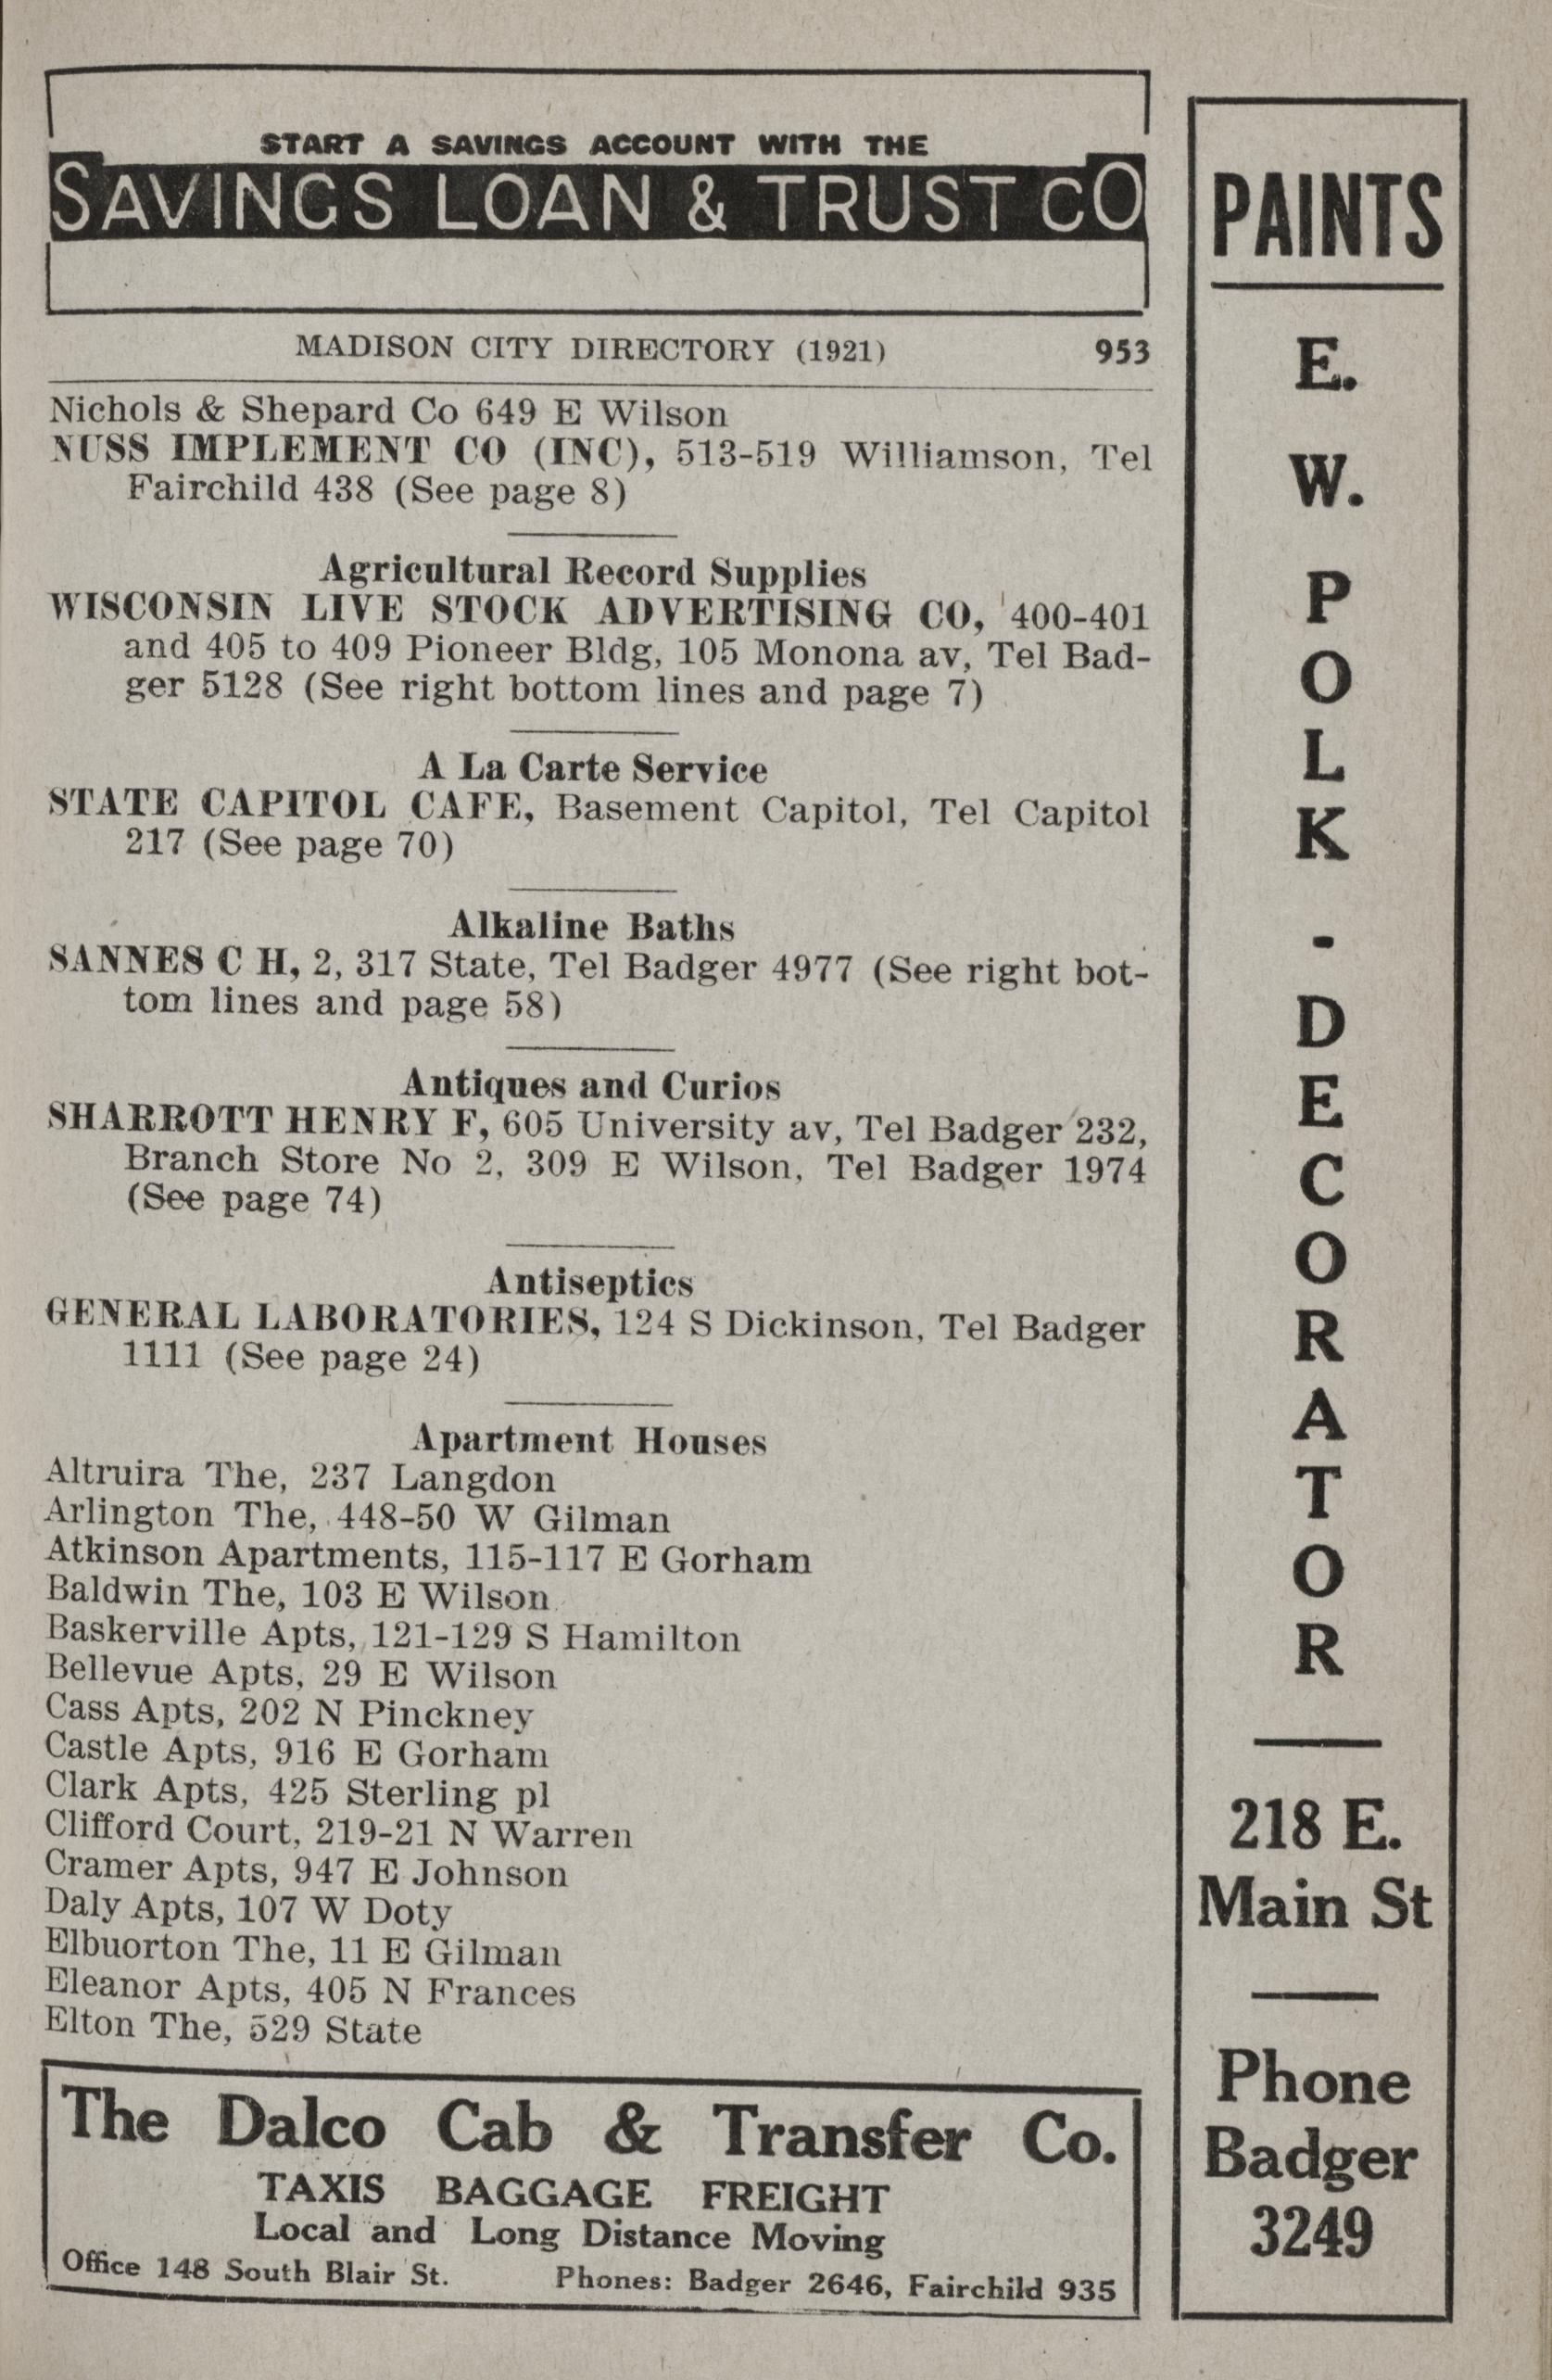 START A SAVINGS ACCOUNT WITH THE
SAVINGS LOAN & TRUST CO
MADISON CITY DIRECTORY (1921) 953
Nichols & Shepard Co 649 E Wilson
NUSS IMPLEMENT CO (INC), 513-519 Williamson, Tel
Fairchild 438 (See page 8)
Agricultural Record Supplies
WISCONSIN LIVE STOCK ADVERTISING CO, 400-401
and 405 to 409 Pioneer Bldg, 105 Monona av, Tel Bad-
ger 5128 (See right bottom lines and page 7)
A La Carte Service
STATE CAPITOL CAFE, Basement Capitol, Tel Capitol
217 (See page 70)
Alkaline Baths
SANNES C H, 2, 317 State, Tel Badger 4977 (See right bot-
tom lines and page 58)
Antiques and Curios
SHARROTT HENRY F, 605 University av, Tel Badger 232,
Branch Store No 2, 309 E Wilson, Tel Badger 1974
(See page 74)
Antiseptics
GENERAL LABORATORIES, 124 S Dickinson, Tel Badger
1111 (See page 24)
Apartment Houses
Altruira The, 237 Langdon
Arlington The, 448-50 W Gilman
Atkinson Apartments, 115-117 E Gorham
Baldwin The, 103 E Wilson
Baskerville Apts, 121-129 S Hamilton
Bellevue Apts, 29 E Wilson
Cass Apts, 202 N Pinckney
Castle Apts, 916 E Gorham
Clark Apts, 425 Sterling pl
Clifford Court, 219-21 N Warren
Cramer Apts, 947 E Johnson
Daly Apts, 107 W Doty
Elbuorton The, 11 E Gilman
Eleanor Apts, 405 N Frances
Elton The, 529 State
The Dalco Cab & Transfer Co.
TAXIS BAGGAGE FREIGHT
Local and Long Distance Moving
Office 148 South Blair St. Phones: Badger 2646, Fairchild 935
PAINTS
E.
W.
P
O
L
K
-
D
E
C
O
R
A
T
O
R
218 E.
Main St
Phone
Badger
3249